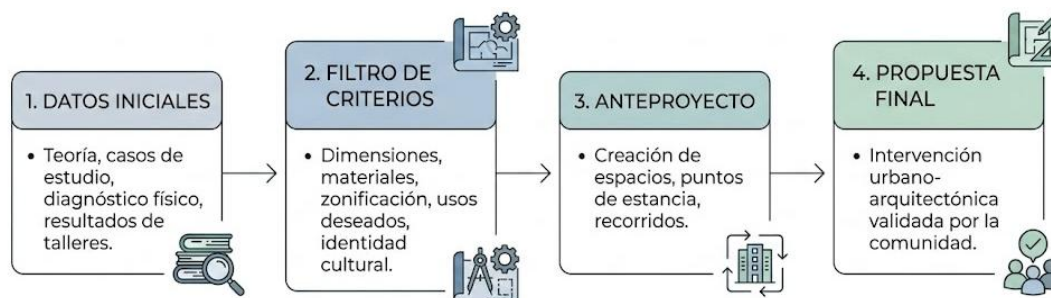 1. DATOS INICIALES
• Teoría, casos de
estudio,
diagnóstico físico,
resultados de
talleres.
2. FILTRO DE
CRITERIOS
• Dimensiones,
materiales,
zonificación, usos
deseados,
identidad
cultural.
3. ANTEPROYECTO
• Creación de
espacios, puntos
de estancia,
recorridos.
4. PROPUESTA
FINAL
• Intervención
urbano-
arquitectónica
validada por la
comunidad.